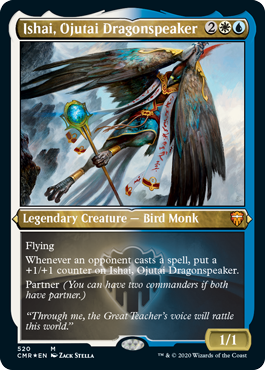 Ishai, Ojutai Dragonspeaker 2
Legendary Creature — Bird Monk
Flying
Whenever an opponent casts a spell, put a
+1/+1 counter on Ishai, Ojutai Dragonspeaker.
Partner (You can have two commanders if both
have partner.)
"Through me, the Great Teacher's voice will rattle
this world."
1/1
520 M
CMR★EN ZACK STELLA
™ & © 2020 Wizards of the Coast